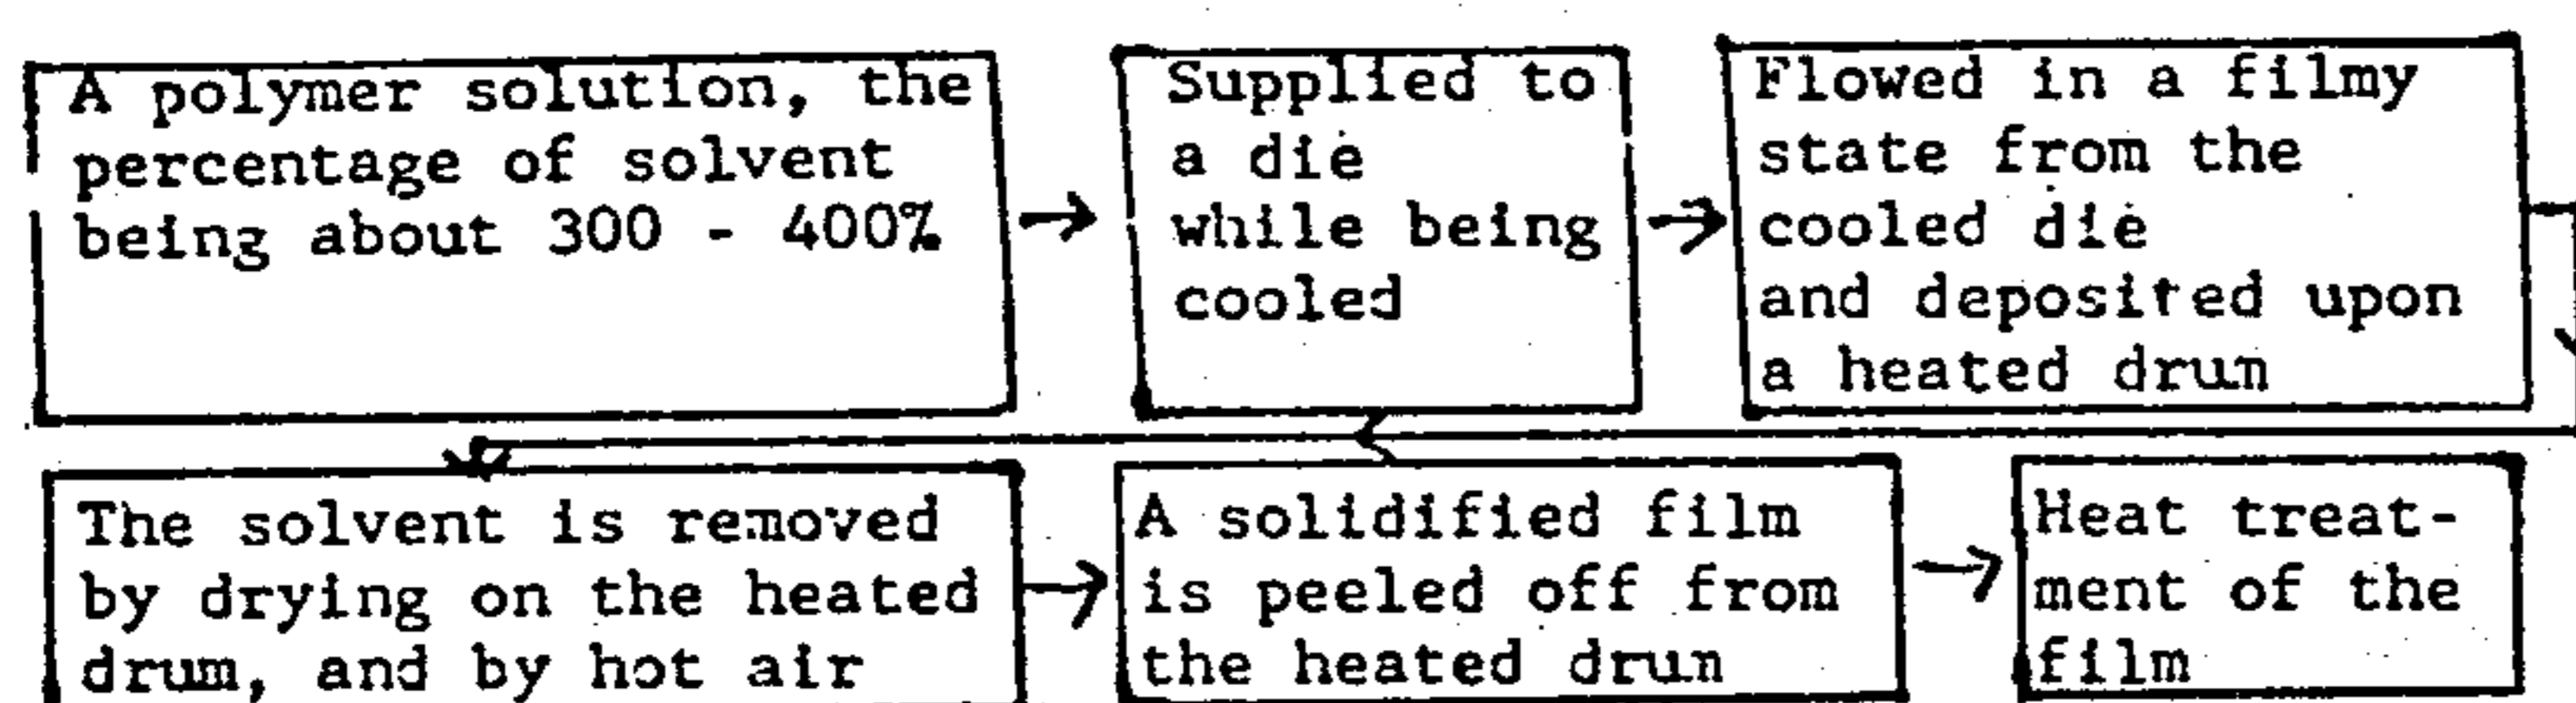 A polymer solution, the
percentage of solvent
being about 300 - 400%
Supplied to
a die
while being
cooled
Flowed in a filmy
state from the
cooled die
and deposited upon
a heated drum
The solvent is removed
by drying on the heated
drum, and by hot air
A solidified film
is peeled off from
the heated drum
Heat treat-
ment of the
film